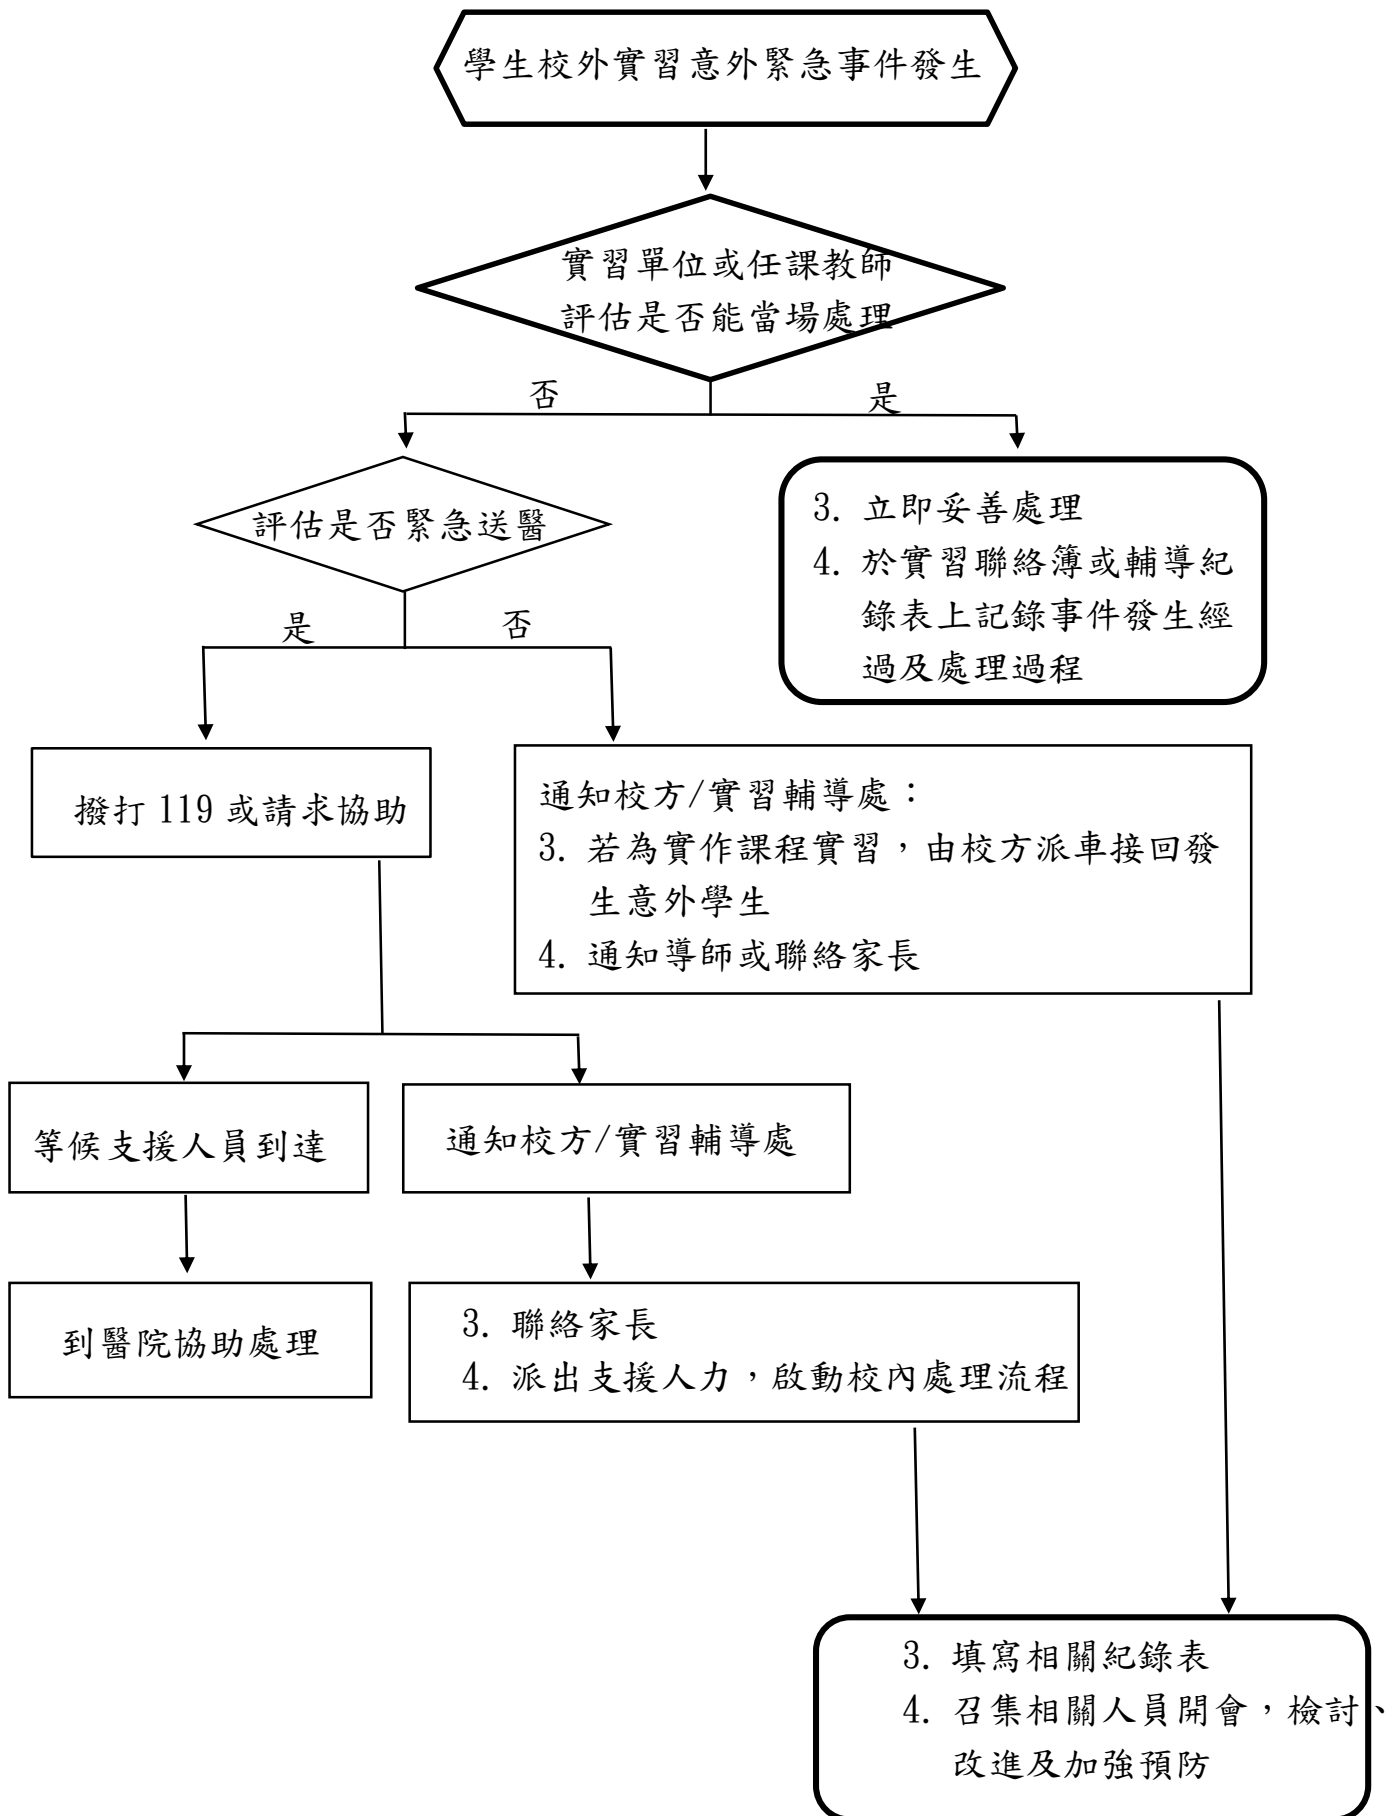 學生校外實習意外緊急事件發生
實習單位或任課教師
評估是否能當場處理
否
是
評估是否緊急送醫
3. 立即妥善處理
4. 於實習聯絡簿或輔導紀
錄表上記錄事件發生經
過及處理過程
是
否
撥打 119 或請求協助
通知校方/實習輔導處：
3. 若為實作課程實習，由校方派車接回發
生意外學生
4. 通知導師或聯絡家長
等候支援人員到達
通知校方/實習輔導處
到醫院協助處理
3. 聯絡家長
4. 派出支援人力，啟動校內處理流程
3. 填寫相關紀錄表
4. 召集相關人員開會，檢討、
改進及加強預防